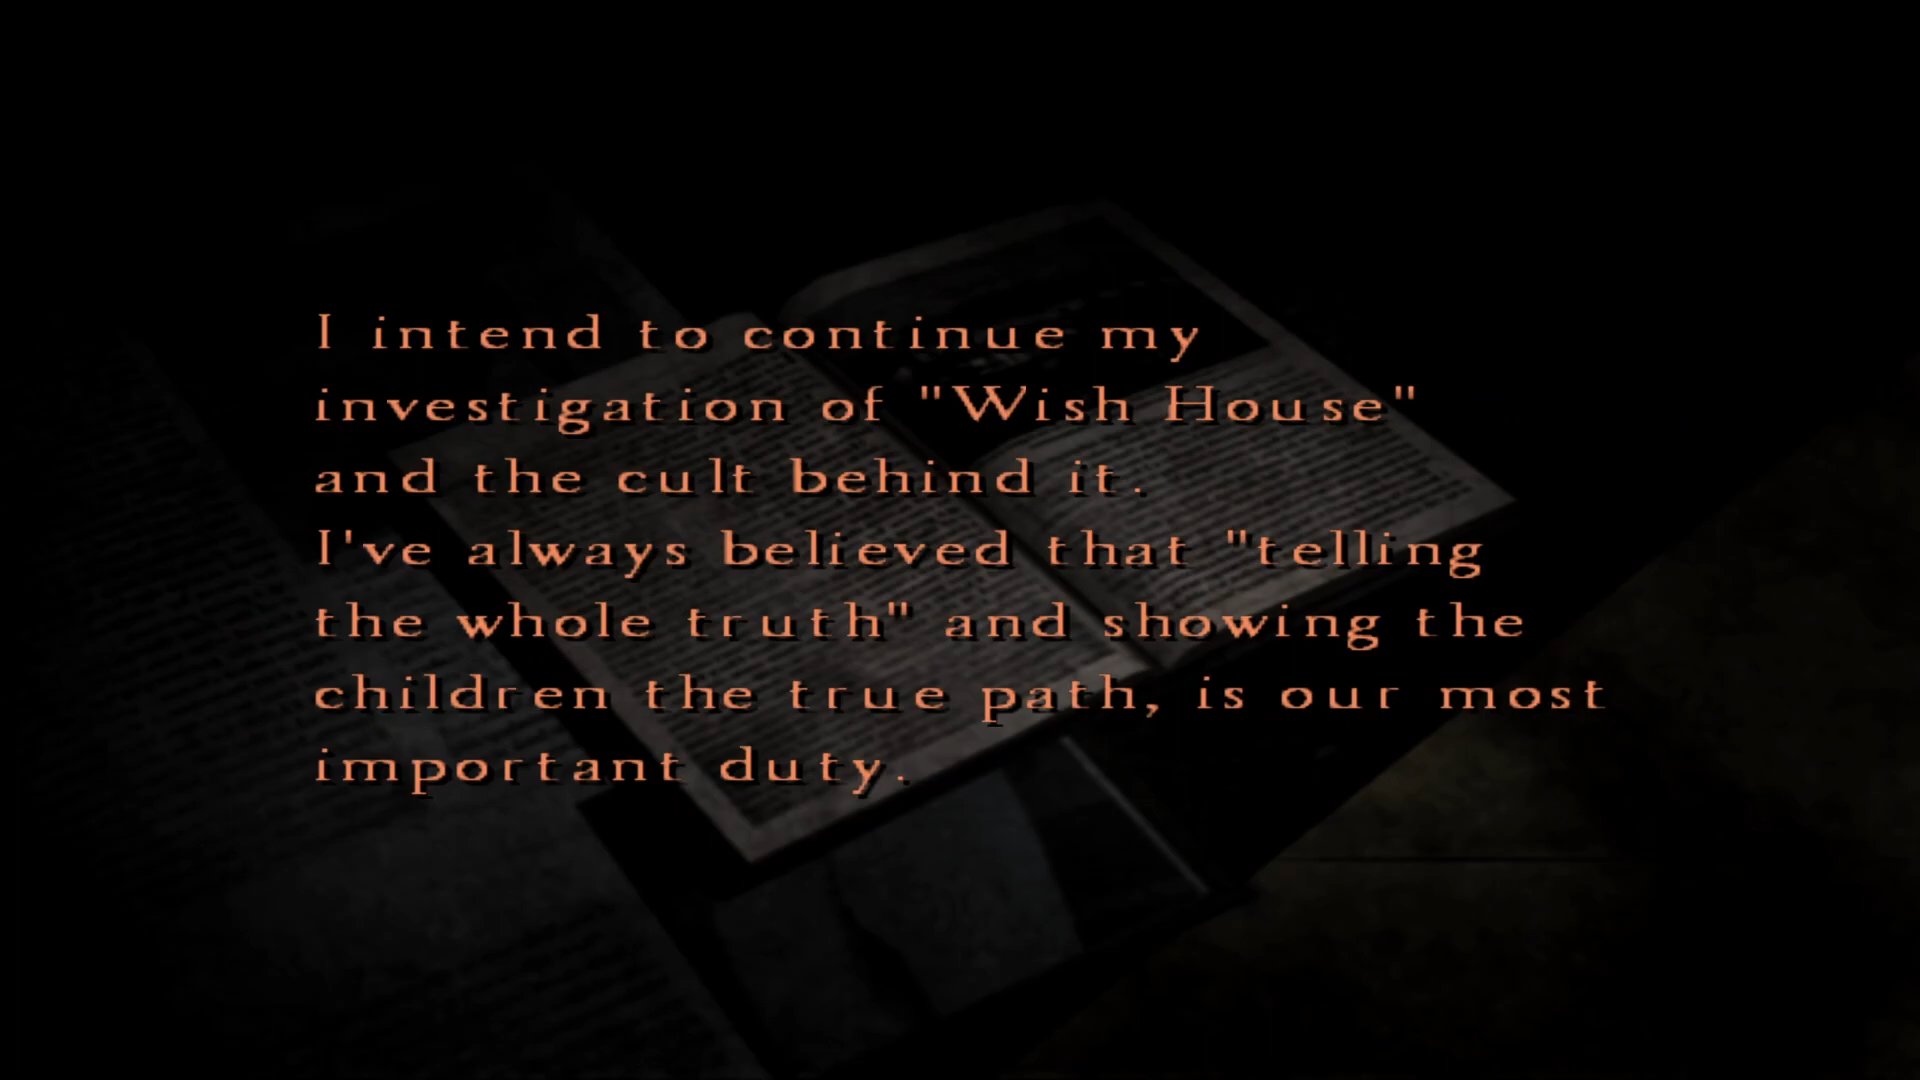 I intend to continue my
investigation of "Wish House"
and the cult behind it.
I've always believed that "telling
the whole truth" and showing the
children the true path, is our most
important duty.